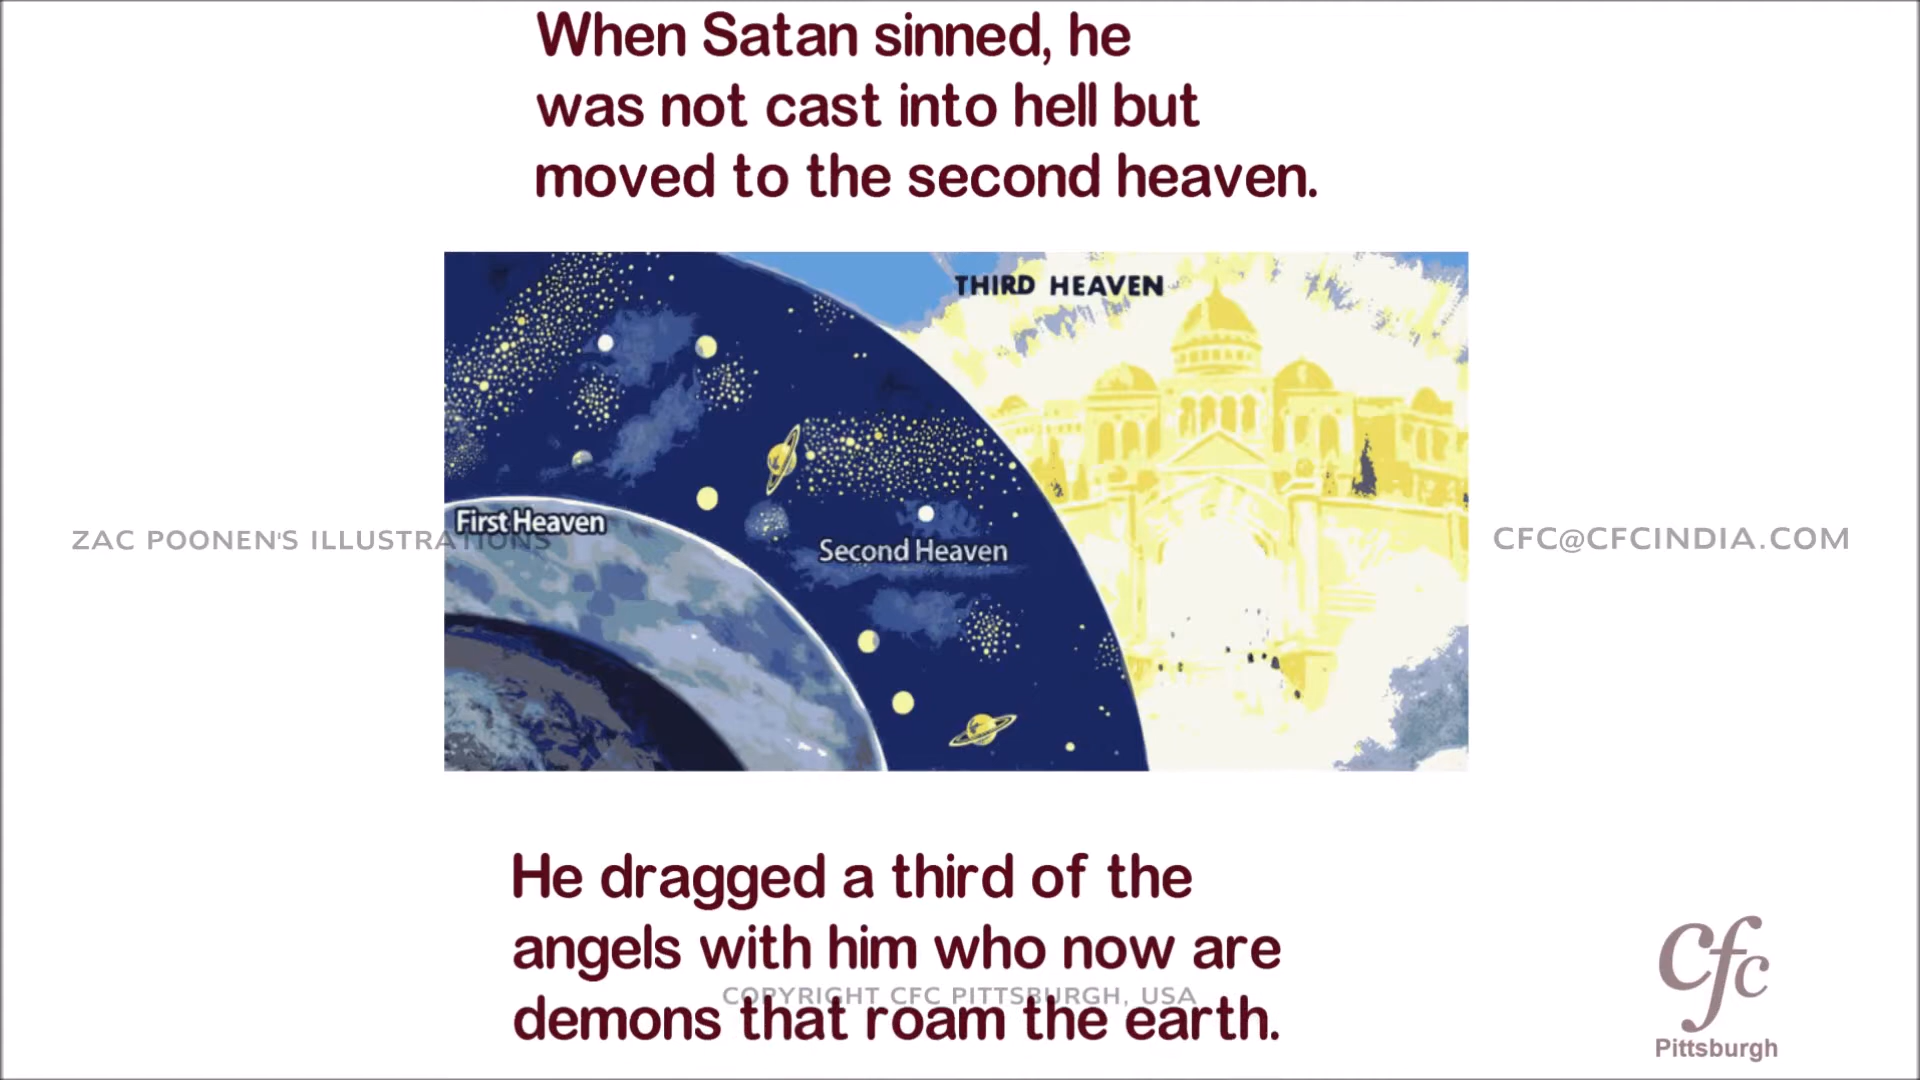 When Satan sinned, he
was not cast into hell but
moved to the second heaven.
THIRD HEAVEN
First Heaven
Second Heaven
ZAC POONEN'S ILLUSTRATIONS
CFC@CFCINDIA.COM
He dragged a third of the
angels with him who now are
COPYRIGHT CFC PITTSBURGH, USA
demons that roam the earth.
cfc
Pittsburgh